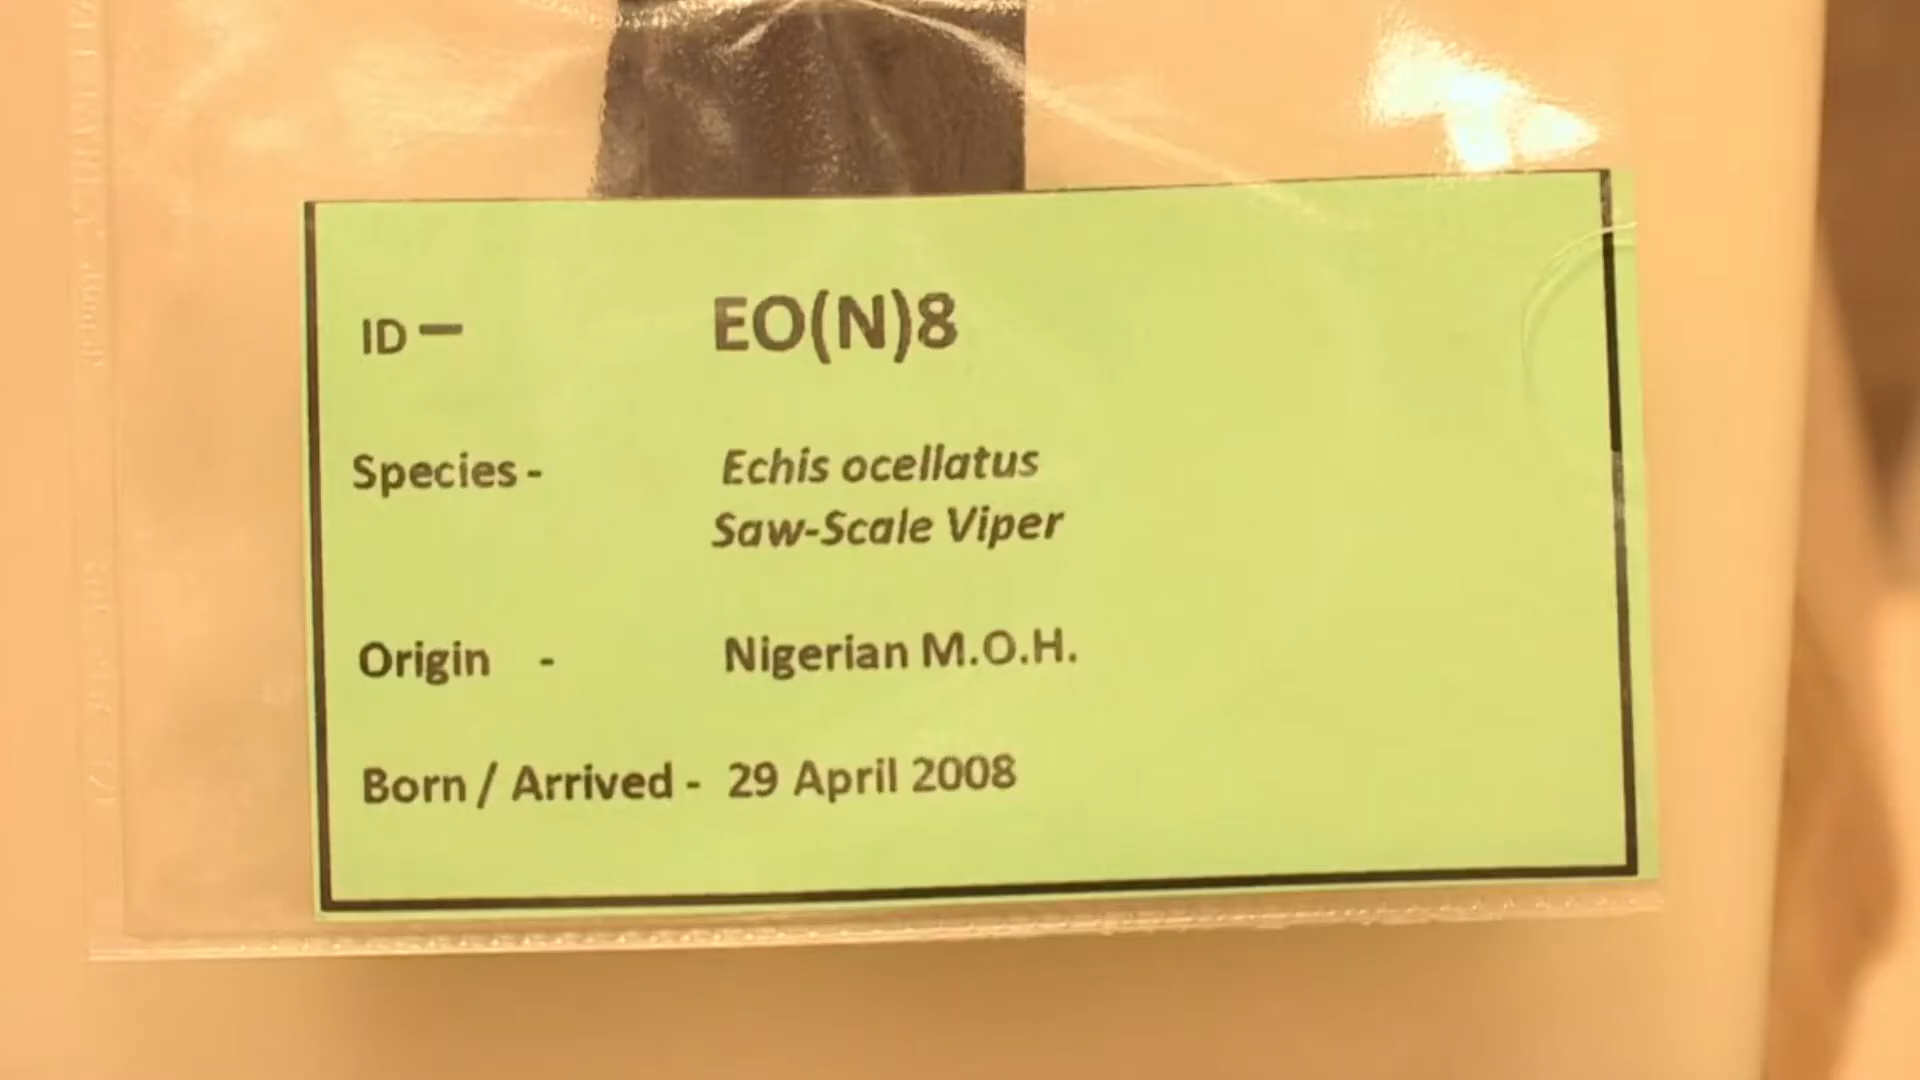 ID — EO(N)8
Species - Echis ocellatus
Saw-Scale Viper
Origin - Nigerian M.O.H.
Born / Arrived - 29 April 2008